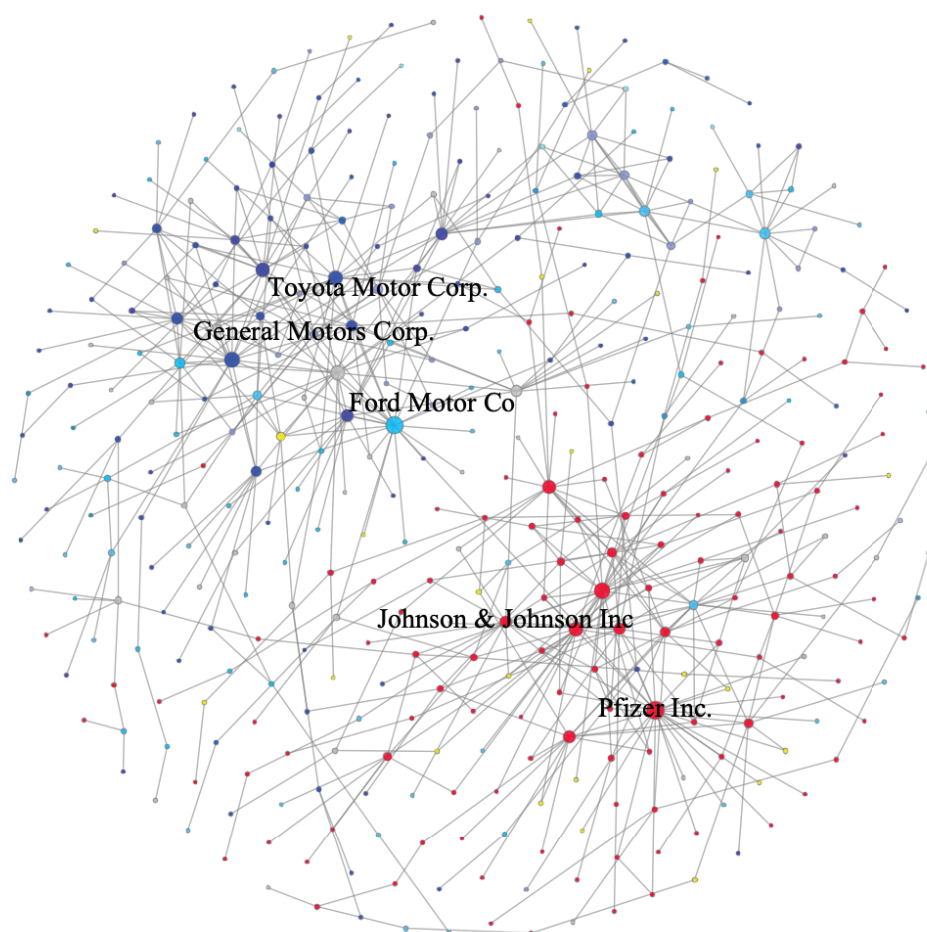 Toyota Motor Corp.
General Motors Corp.
Ford Motor Co
Johnson & Johnson Inc
Pfizer Inc.